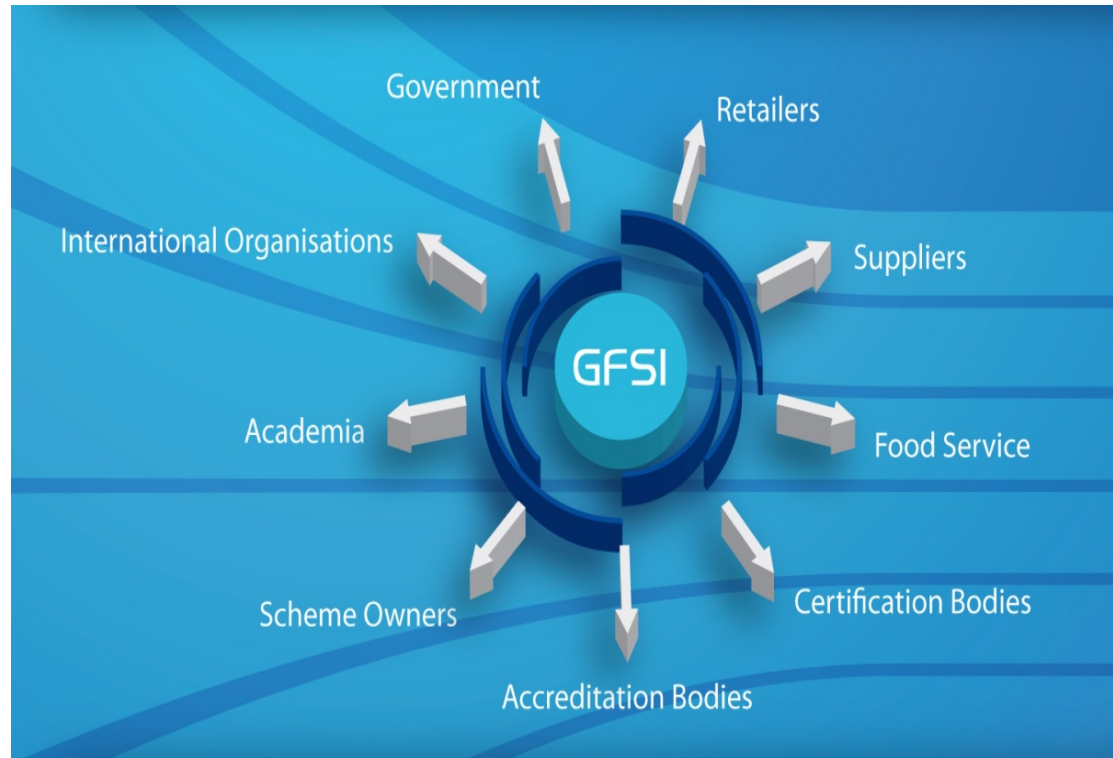 Government
Retailers
International Organisations
Suppliers
GFSI
Academia
Food Service
Scheme Owners
Certification Bodies
Accreditation Bodies